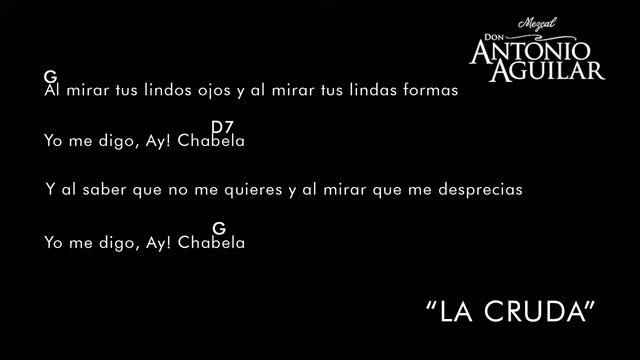 Mezcal
DON
ANTONIO
AGUILAR
G
Al mirar tus lindos ojos y al mirar tus lindas formas
D7
Yo me digo, Ay! Chabela
Y al saber que no me quieres y al mirar que me desprecias
G
Yo me digo, Ay! Chabela
“LA CRUDA”